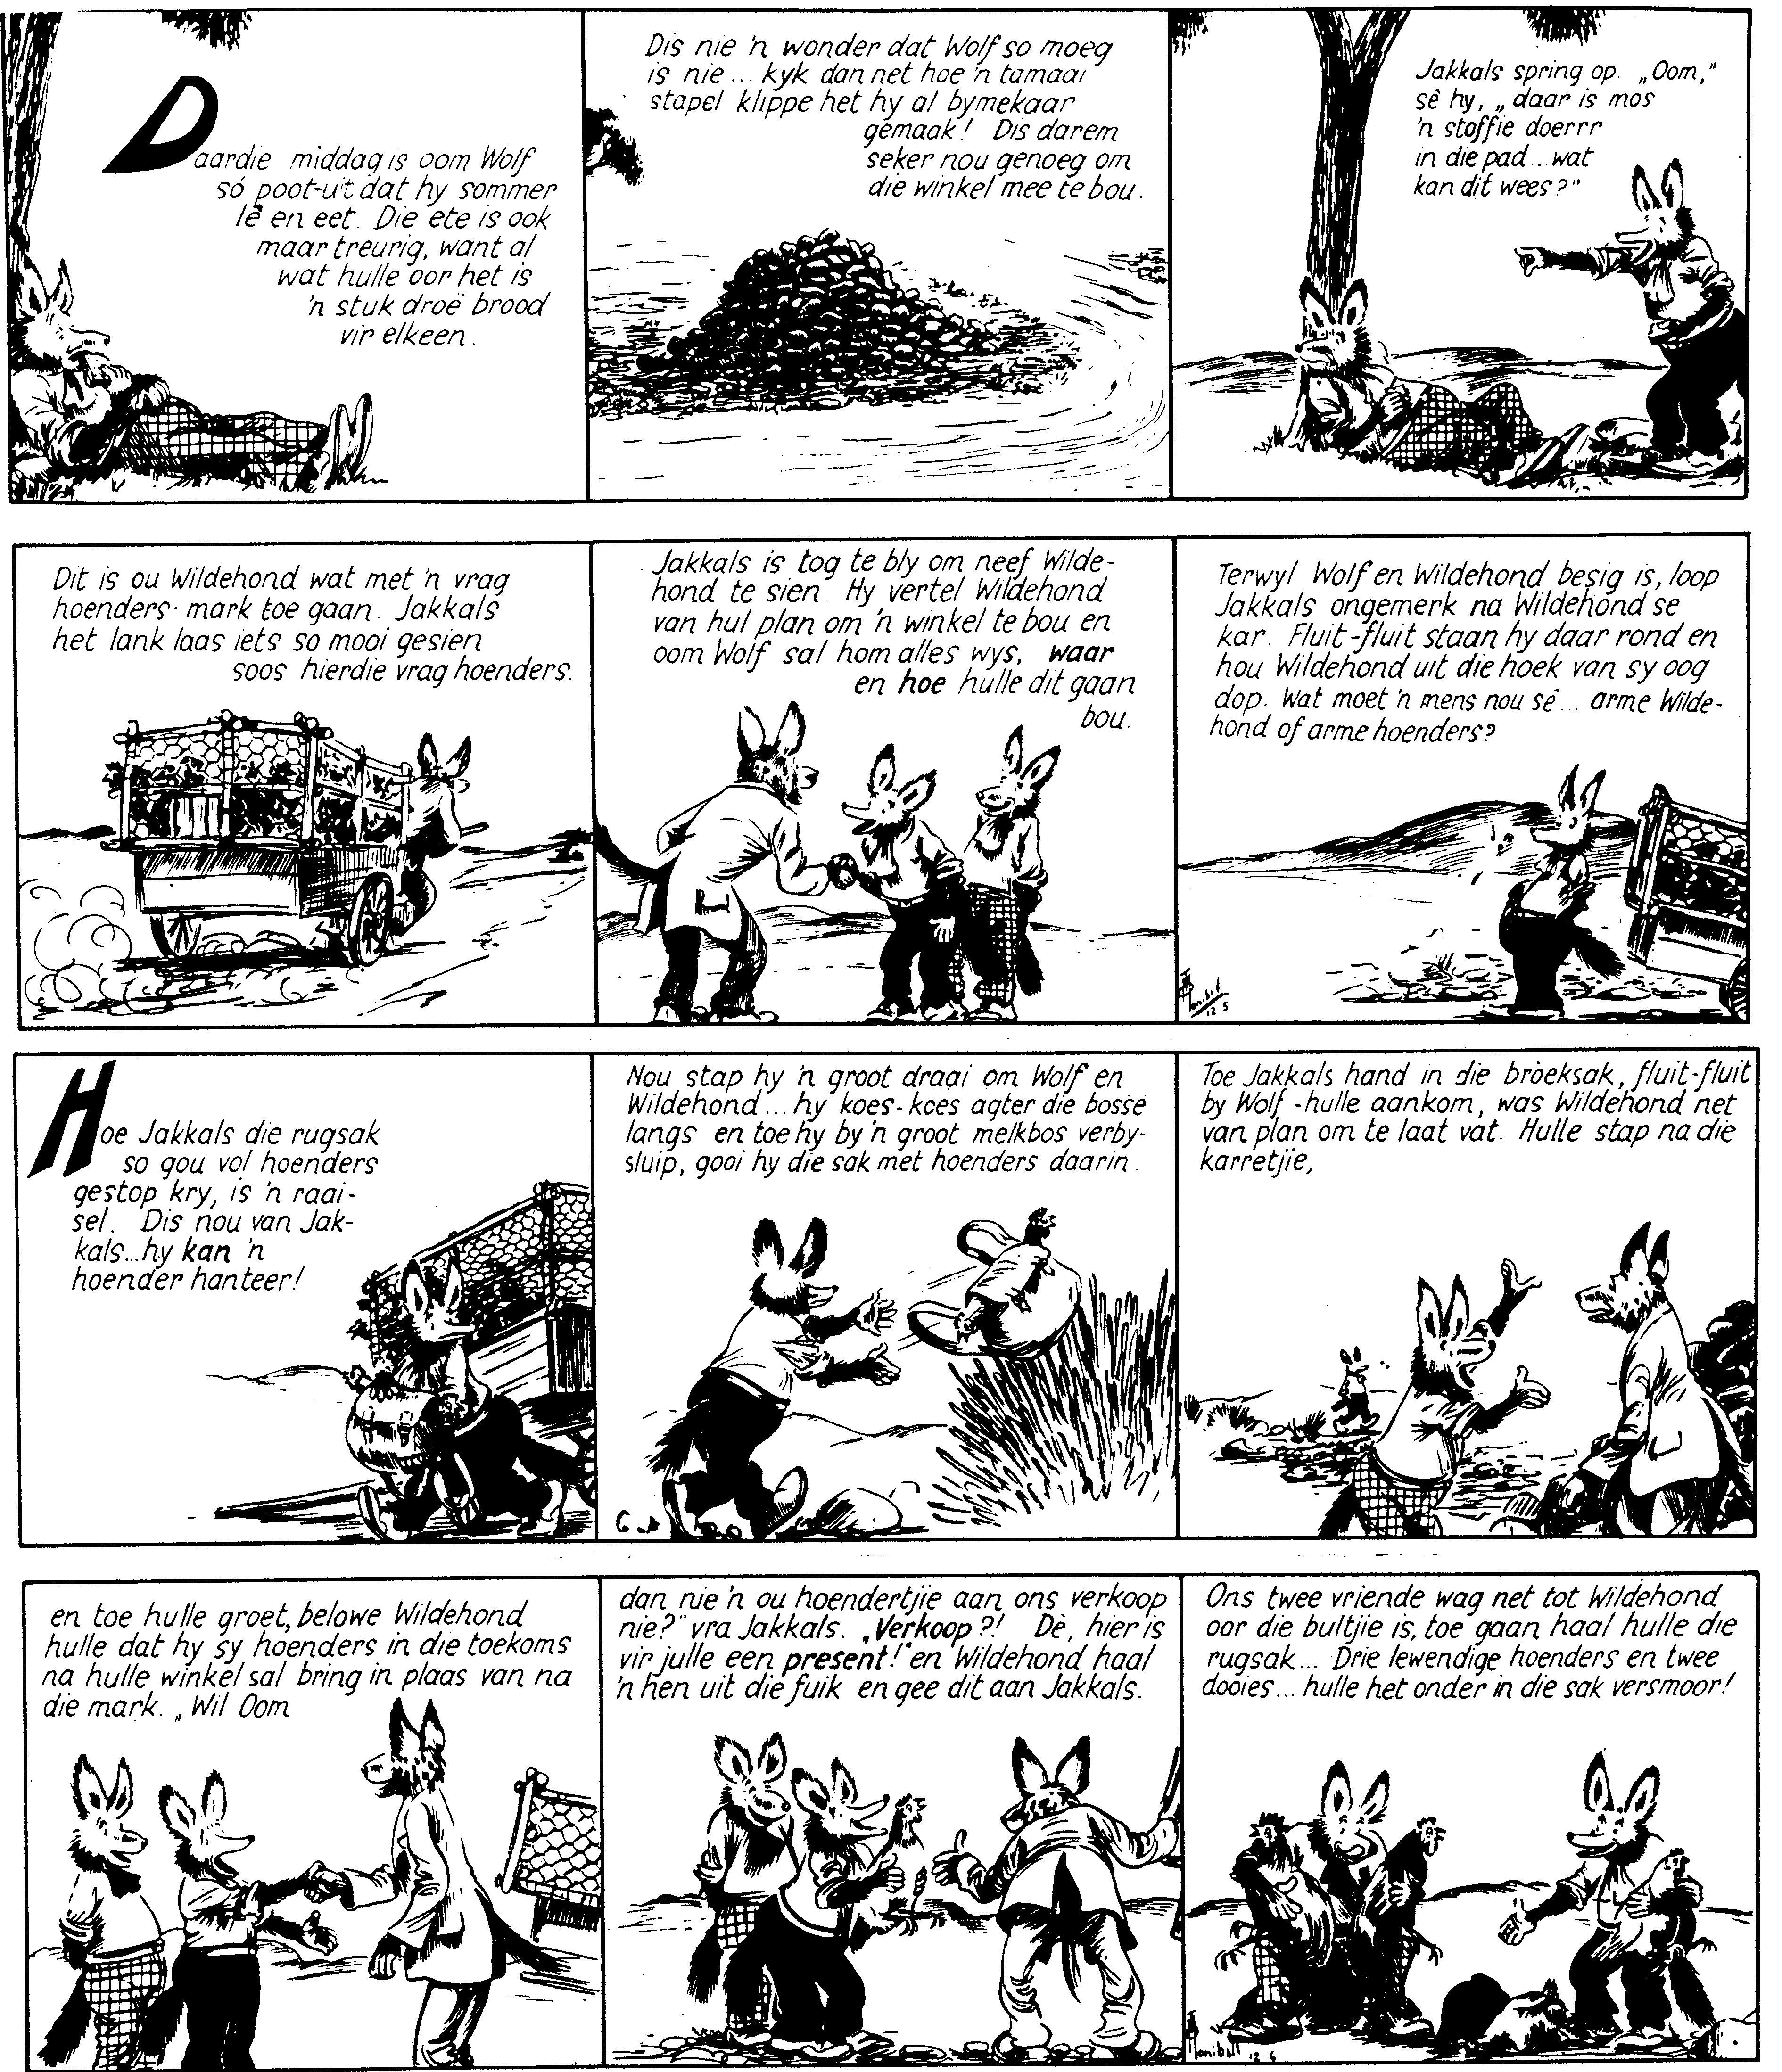 Daardie middag is oom Wolf
só poot-uit dat hy sommer
lê en eet. Die ete is ook
maar treurig, want al
wat hulle oor het is
'n stuk droë brood
vir elkeen.
Dis nie 'n wonder dat Wolf so moeg
is nie... kyk dan net hoe 'n tamaai
stapel klippe het hy al bymekaar
gemaak! Dis darem
seker nou genoeg om
die winkel mee te bou.
Jakkals spring op. „Oom,”
sê hy, „daar is mos
'n stoffie doerrr
in die pad...wat
kan dit wees?”
Dit is ou Wildehond wat met 'n vrag
hoenders mark toe gaan. Jakkals
het lank laas iets so mooi gesien
soos hierdie vrag hoenders.
Jakkals is tog te bly om neef Wilde-
hond te sien. Hy vertel Wildehond
van hul plan om 'n winkel te bou en
oom Wolf sal hom alles wys, waar
en hoe hulle dit gaan
bou.
Terwyl Wolf en Wildehond besig is, loop
Jakkals ongemerk na Wildehond se
kar. Fluit-fluit staan hy daar rond en
hou Wildehond uit die hoek van sy oog
dop. Wat moet 'n mens nou sê... arme Wilde-
hond of arme hoenders?
12 5
Hoe Jakkals die rugsak
so gou vol hoenders
gestop kry, is 'n raai-
sel. Dis nou van Jak-
kals...hy kan 'n
hoender hanteer!
Nou stap hy 'n groot draai om Wolf en
Wildehond...hy koes-koes agter die bosse
langs en toe hy by 'n groot melkbos verby-
sluip, gooi hy die sak met hoenders daarin.
Toe Jakkals hand in die broeksak, fluit-fluit
by Wolf-hulle aankom, was Wildehond net
van plan om te laat vat. Hulle stap na die
karretjie,
en toe hulle groet, belowe Wildehond
hulle dat hy sy hoenders in die toekoms
na hulle winkel sal bring in plaas van na
die mark. „Wil Oom
dan nie 'n ou hoendertjie aan ons verkoop
nie?” vra Jakkals. „Verkoop?! Dè, hier is
vir julle een present!” en Wildehond haal
'n hen uit die fuik en gee dit aan Jakkals.
Ons twee vriende wag net tot Wildehond
oor die bultjie is, toe gaan haal hulle die
rugsak... Drie lewendige hoenders en twee
dooies... hulle het onder in die sak versmoor!